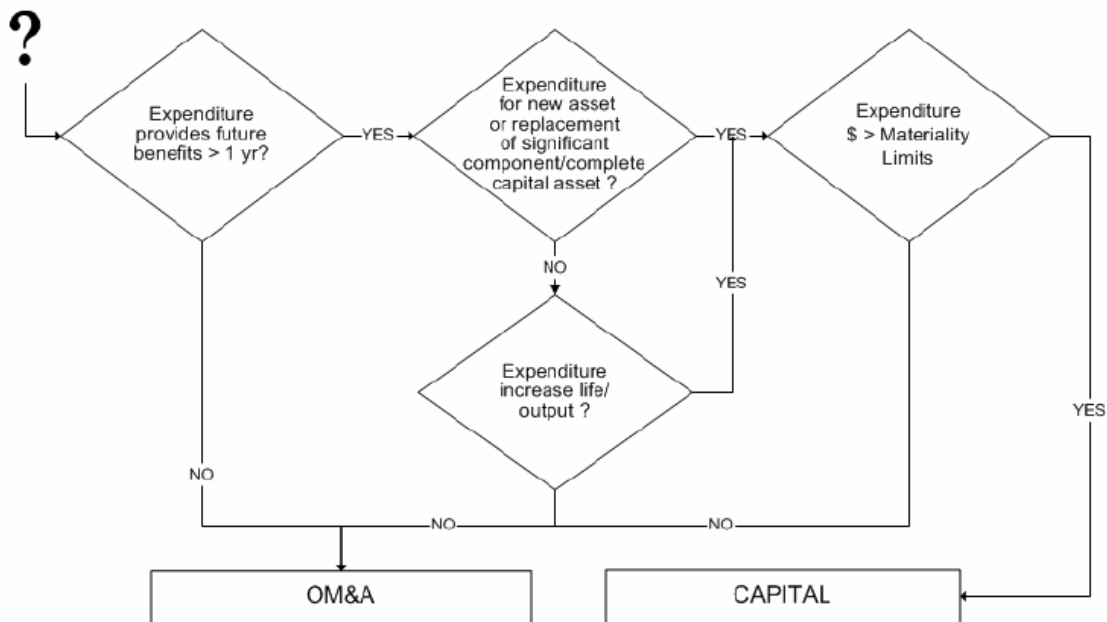 ?
Expenditure
provides future
benefits > 1 yr?
YES
Expenditure
for new asset
or replacement
of significant
component/complete
capital asset ?
YES
Expenditure
$ > Materiality
Limits
NO
YES
Expenditure
increase life/
output ?
YES
NO
NO
NO
OM&A
CAPITAL